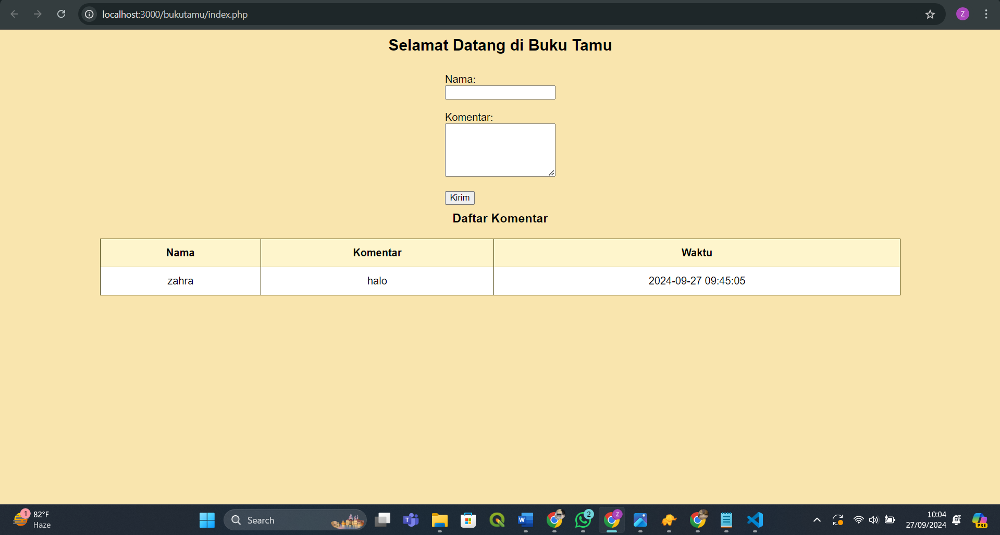 localhost:3000/bukutamu/index.php
Z
Selamat Datang di Buku Tamu
Nama:
Komentar:
Kirim
Daftar Komentar
Nama Komentar Waktu
zahra halo 2024-09-27 09:45:05
1
82°F
Haze
Search
T
W
2
Z
10:04
27/09/2024
PRE